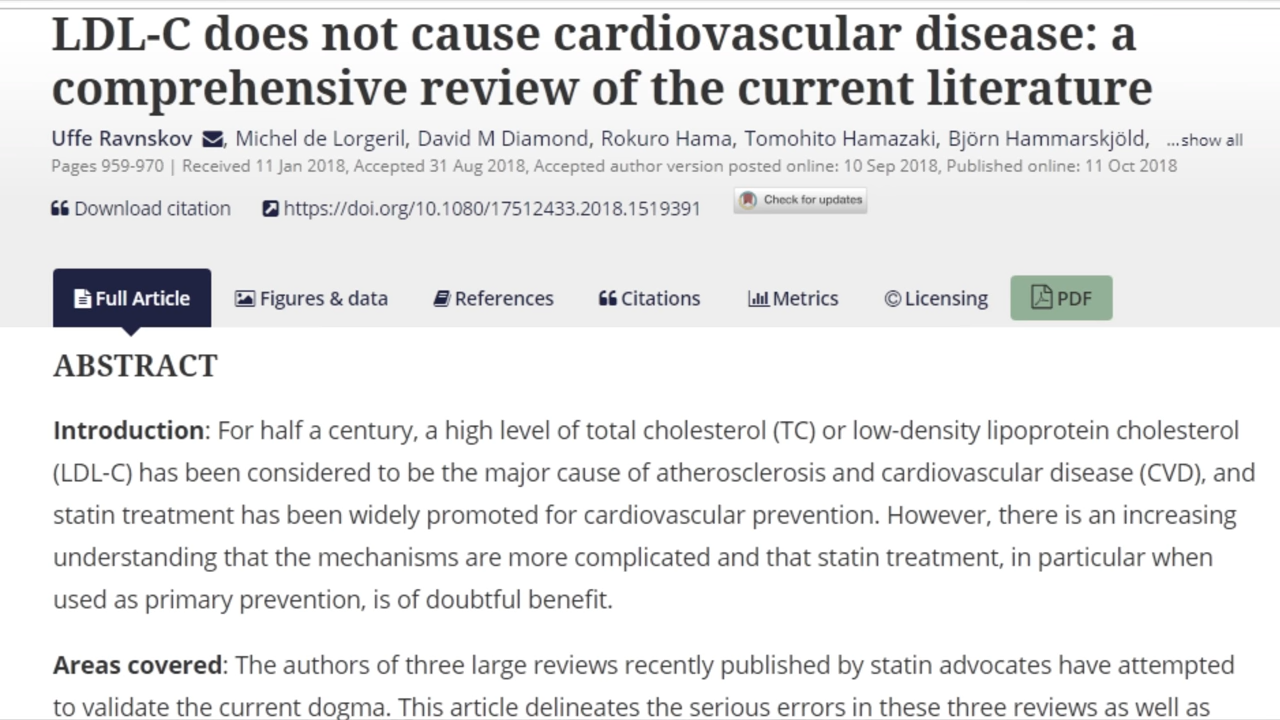 LDL-C does not cause cardiovascular disease: a
comprehensive review of the current literature
Uffe Ravnskov , Michel de Lorgeril, David M Diamond, Rokuro Hama, Tomohito Hamazaki, Björn Hammarskjöld, ...show all
Pages 959-970 | Received 11 Jan 2018, Accepted 31 Aug 2018, Accepted author version posted online: 10 Sep 2018, Published online: 11 Oct 2018
Download citation https://doi.org/10.1080/17512433.2018.1519391 Check for updates
Full Article Figures & data References Citations Metrics © Licensing PDF
ABSTRACT
Introduction: For half a century, a high level of total cholesterol (TC) or low-density lipoprotein cholesterol
(LDL-C) has been considered to be the major cause of atherosclerosis and cardiovascular disease (CVD), and
statin treatment has been widely promoted for cardiovascular prevention. However, there is an increasing
understanding that the mechanisms are more complicated and that statin treatment, in particular when
used as primary prevention, is of doubtful benefit.
Areas covered: The authors of three large reviews recently published by statin advocates have attempted
to validate the current dogma. This article delineates the serious errors in these three reviews as well as